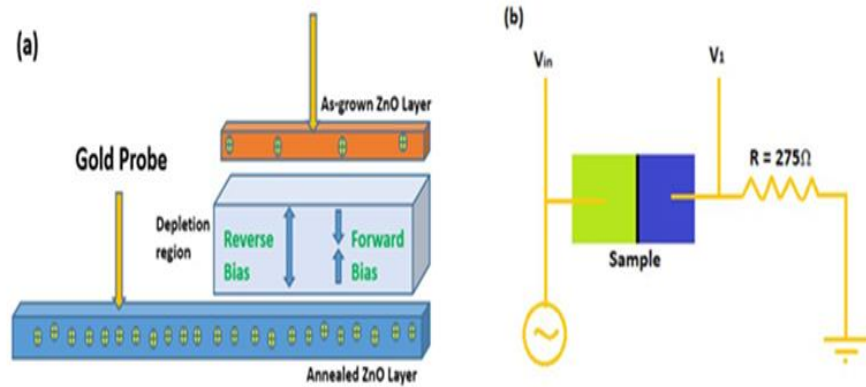 (a)
As-grown ZnO Layer
Gold Probe
Depletion
region
Reverse
Bias
Forward
Bias
Annealed ZnO Layer
(b)
Vin
V1
R = 275Ω
Sample